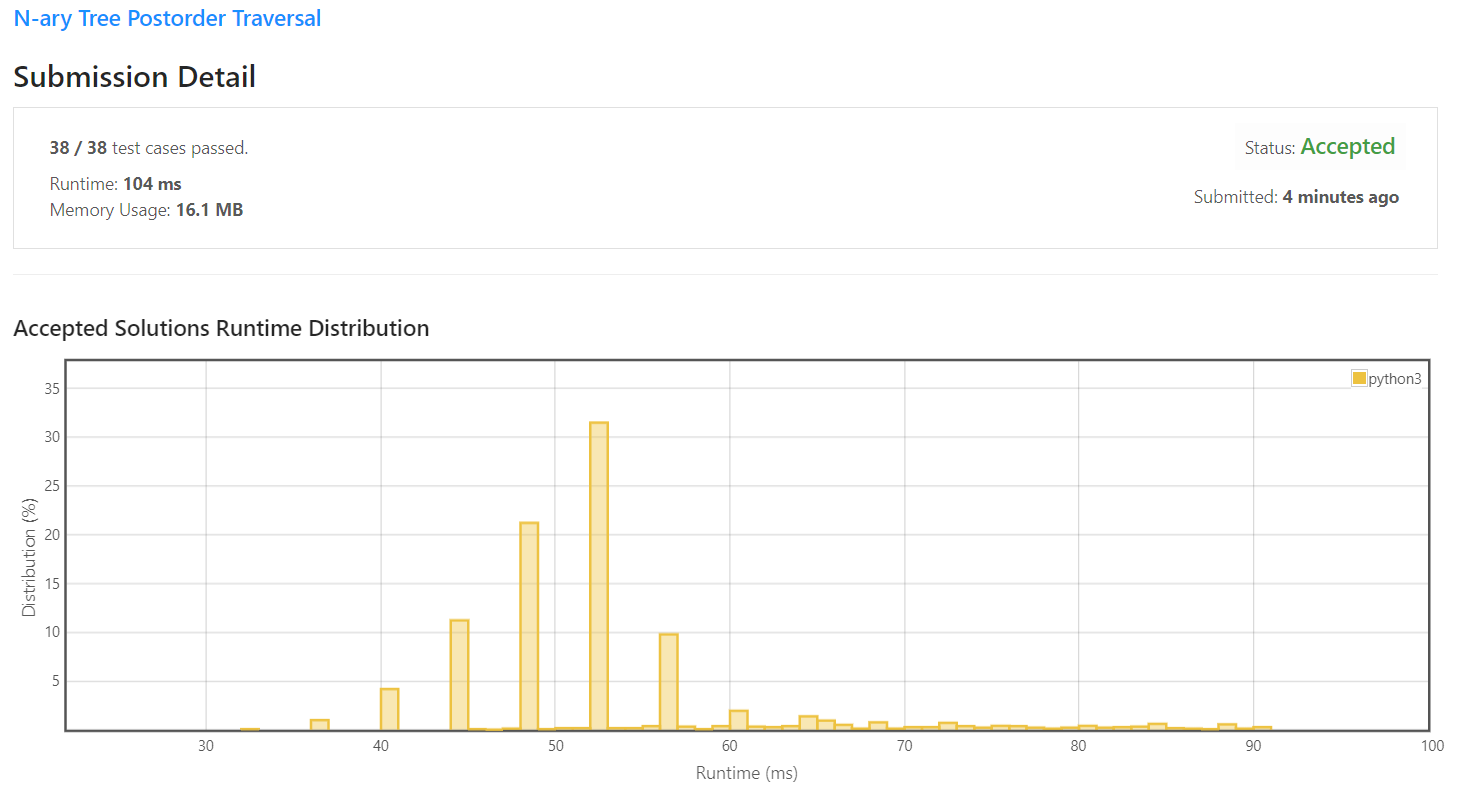 N-ary Tree Postorder Traversal
Submission Detail
38 / 38 test cases passed.
Status: Accepted
Runtime: 104 ms
Submitted: 4 minutes ago
Memory Usage: 16.1 MB
Accepted Solutions Runtime Distribution
python3
35
30
25
20
15
10
5
Distribution (%)
30 40 50 60 70 80 90 100
Runtime (ms)